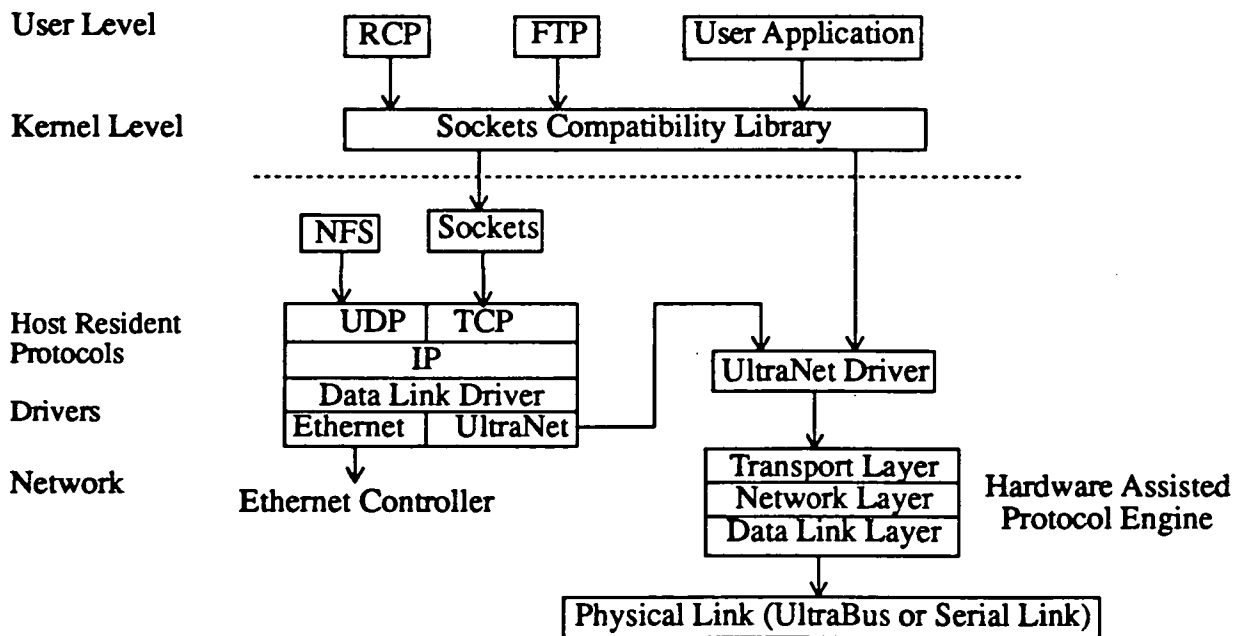 User Level
RCP
FTP
User Application
Kernel Level
Sockets Compatibility Library
NFS
Sockets
Host Resident
Protocols
UDP
TCP
IP
UltraNet Driver
Drivers
Data Link Driver
Ethernet
UltraNet
Network
Ethernet Controller
Transport Layer
Network Layer
Data Link Layer
Hardware Assisted
Protocol Engine
Physical Link (UltraBus or Serial Link)